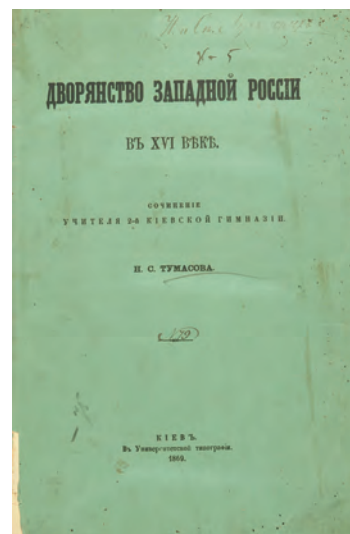 ДВОРЯНСТВО ЗАПАДНОЙ РОССІИ
ВЪ XVI ВѢКѢ.
СОЧИНЕНІЕ
УЧИТЕЛЯ 2-й КІЕВСКОЙ ГИМНАЗІИ
Н. С. ТУМАСОВА.
КІЕВЪ.
Въ Университетской типографіи.
1869.